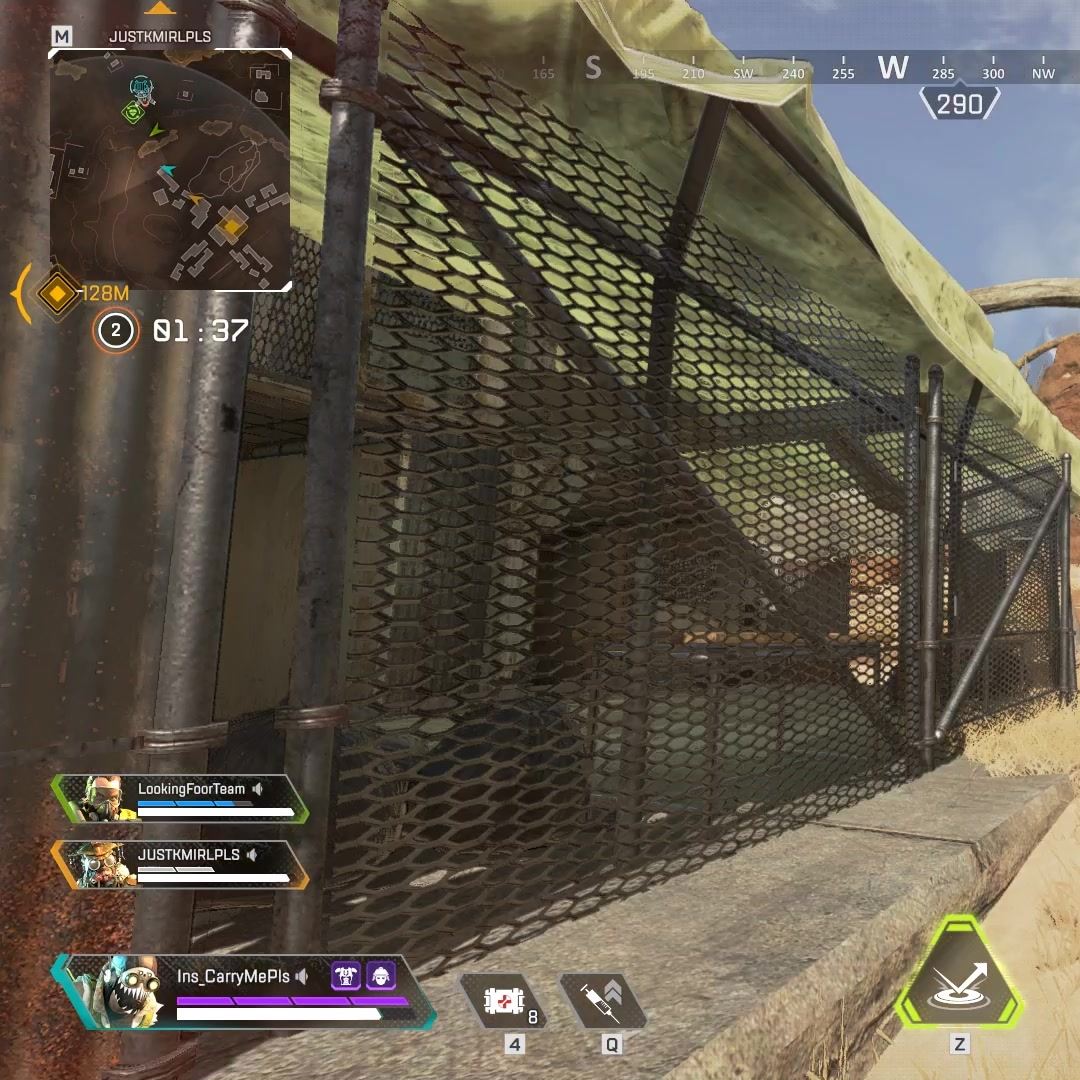 M JUSTKMIRLPLS
165 S 195 210 SW 240 255 W 285 300 NW
290
128M
2 01:37
LookingFoorTeam
JUSTKMIRLPLS
Ins_CarryMePls
8
4 Q Z